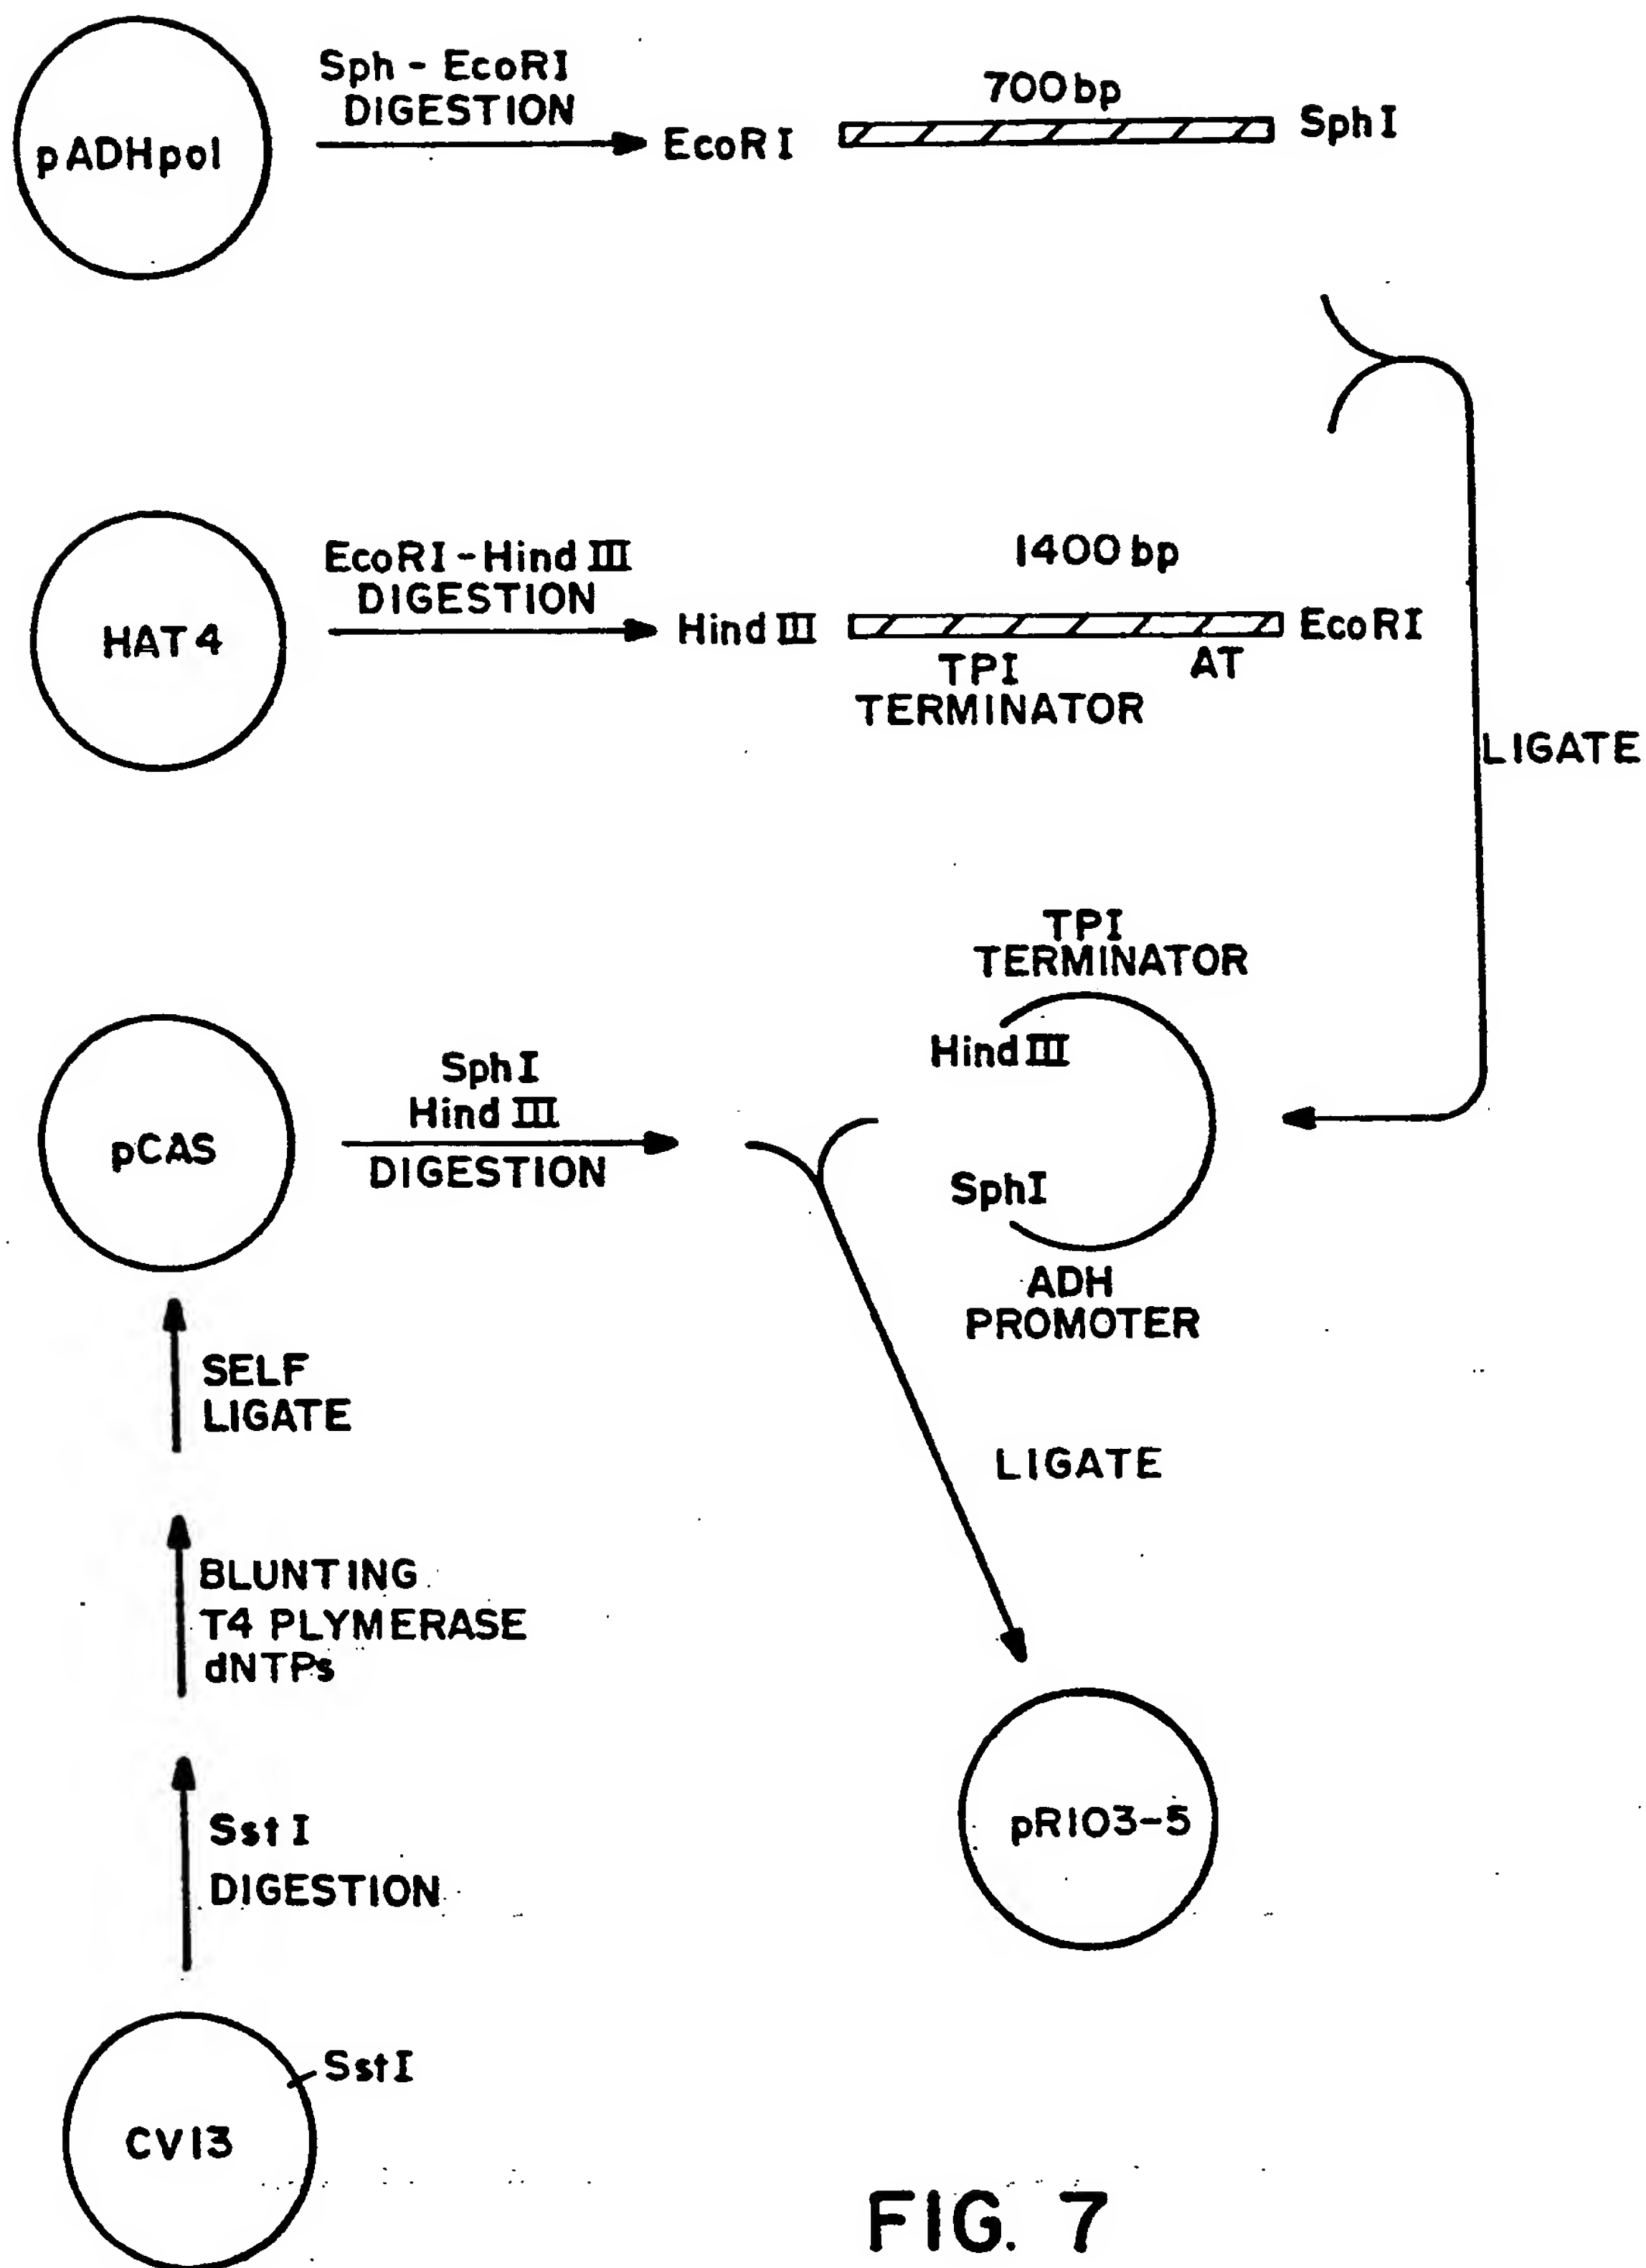 pADHpol
Sph - EcoRI
DIGESTION
EcoRI
700bp
SphI
HAT4
EcoRI-Hind III
DIGESTION
Hind III
1400bp
EcoRI
TPI
TERMINATOR
AT
LIGATE
TPI
TERMINATOR
Hind III
SphI
ADH
PROMOTER
pCAS
SphI
Hind III
DIGESTION
SELF
LIGATE
LIGATE
BLUNTING
T4 PLYMERASE
dNTPs
pR103-5
SstI
DIGESTION
SstI
CV13
FIG. 7